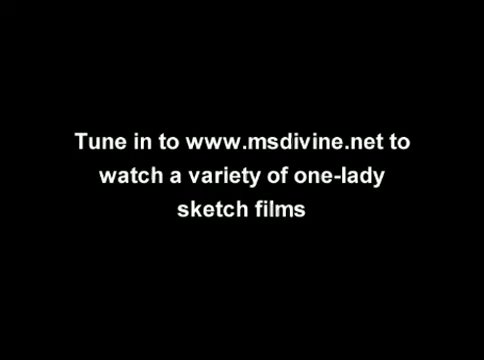 Tune in to www.msdivine.net to
watch a variety of one-lady
sketch films